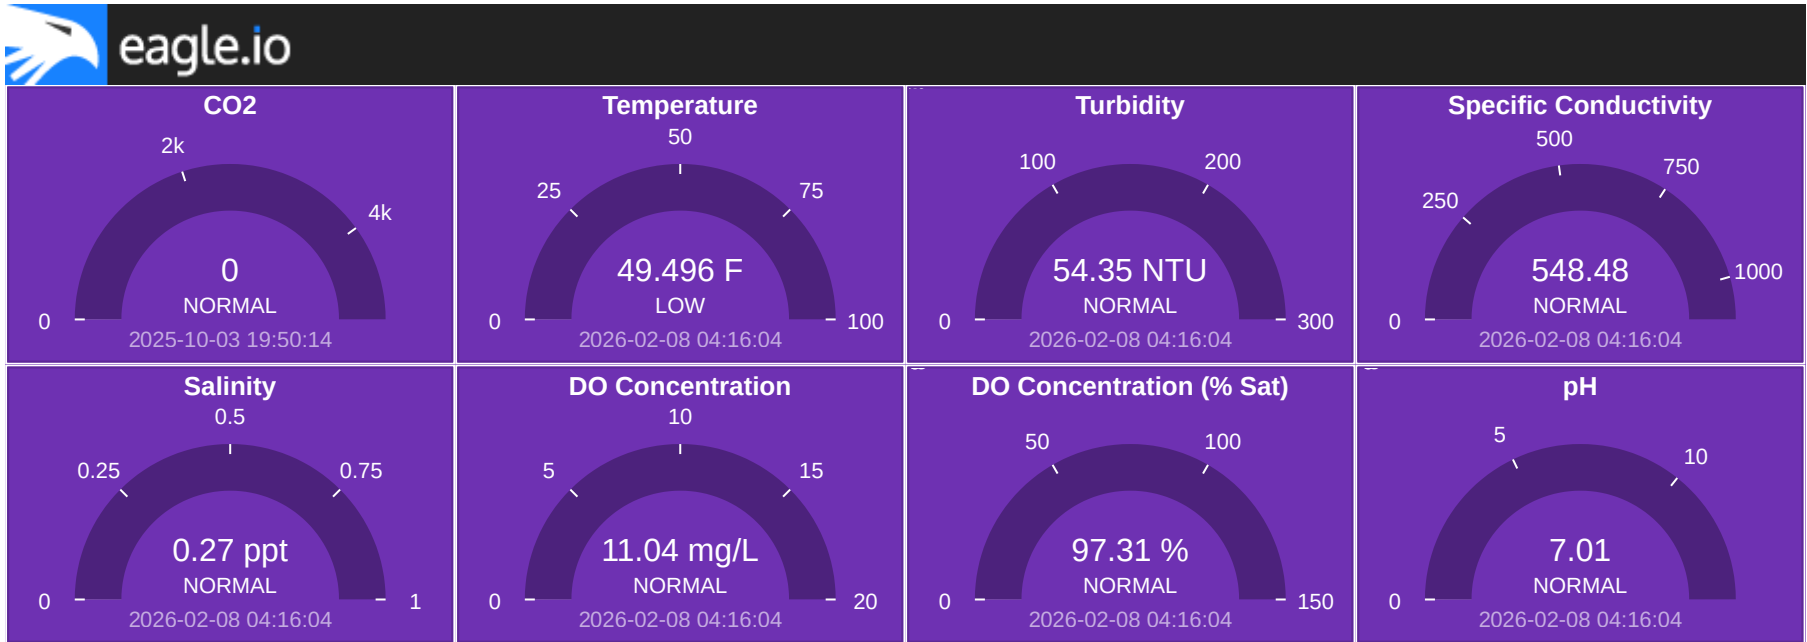 eagle.io
CO2
2k
4k
0
0
NORMAL
2025-10-03 19:50:14
Temperature
50
25
75
49.496 F
LOW
0
100
2026-02-08 04:16:04
Turbidity
100
200
54.35 NTU
NORMAL
0
300
2026-02-08 04:16:04
Specific Conductivity
500
750
250
548.48
1000
NORMAL
0
2026-02-08 04:16:04
Salinity
0.5
0.25
0.75
0.27 ppt
NORMAL
0
1
2026-02-08 04:16:04
DO Concentration
10
5
15
11.04 mg/L
NORMAL
0
20
2026-02-08 04:16:04
DO Concentration (% Sat)
50
100
97.31 %
NORMAL
0
150
2026-02-08 04:16:04
pH
5
10
7.01
NORMAL
0
2026-02-08 04:16:04